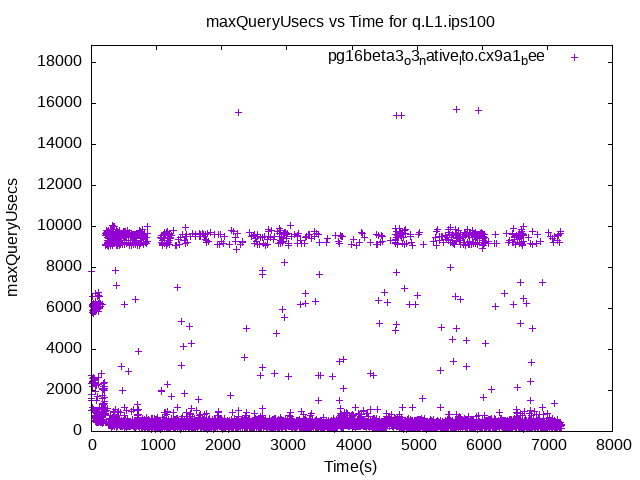 maxQueryUsecs vs Time for q.L1.ips100
pg16beta3_o3_native_lto.cx9a1_bee
18000
16000
14000
12000
10000
8000
6000
4000
2000
0
maxQueryUsecs
0 1000 2000 3000 4000 5000 6000 7000 8000
Time(s)